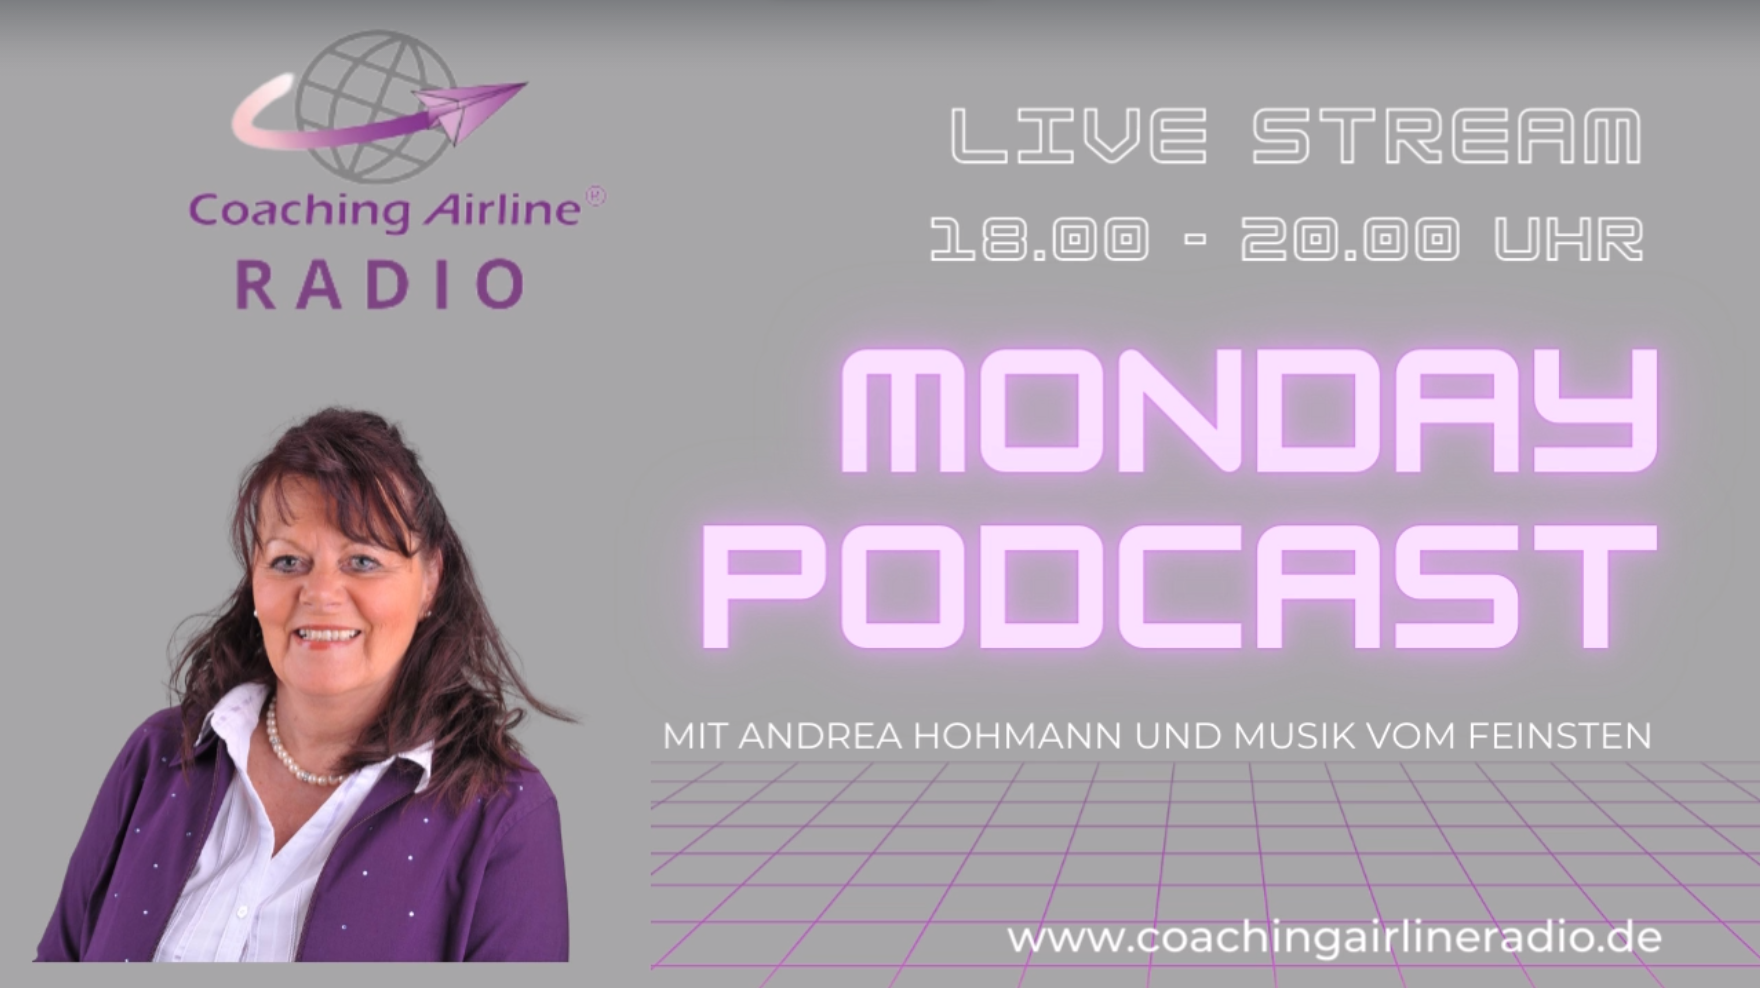 Coaching Airline®
RADIO
LIVE STREAM
18.00 - 20.00 UHR
MONDAY
PODCAST
MIT ANDREA HOHMANN UND MUSIK VOM FEINSTEN
www.coachingairlineradio.de